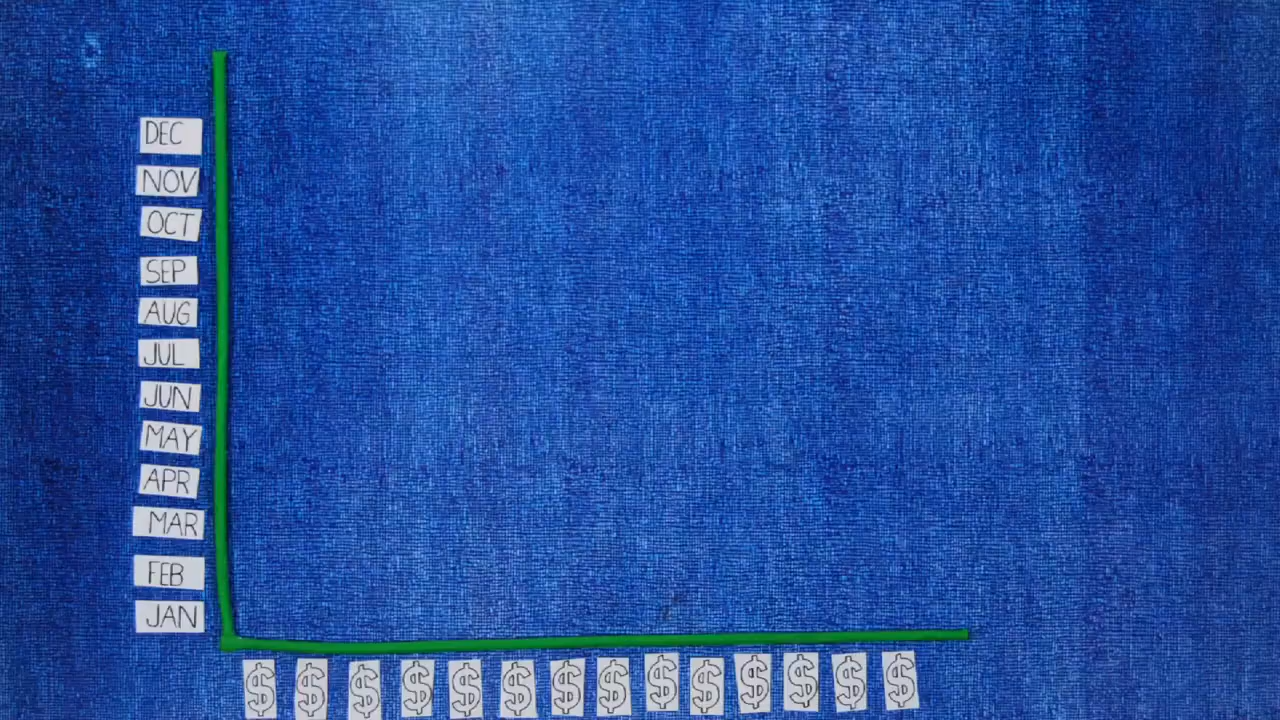 DEC
NOV
OCT
SEP
AUG
JUL
JUN
MAY
APR
MAR
FEB
JAN
$ $ $ $ $ $ $ $ $ $ $ $ $ $